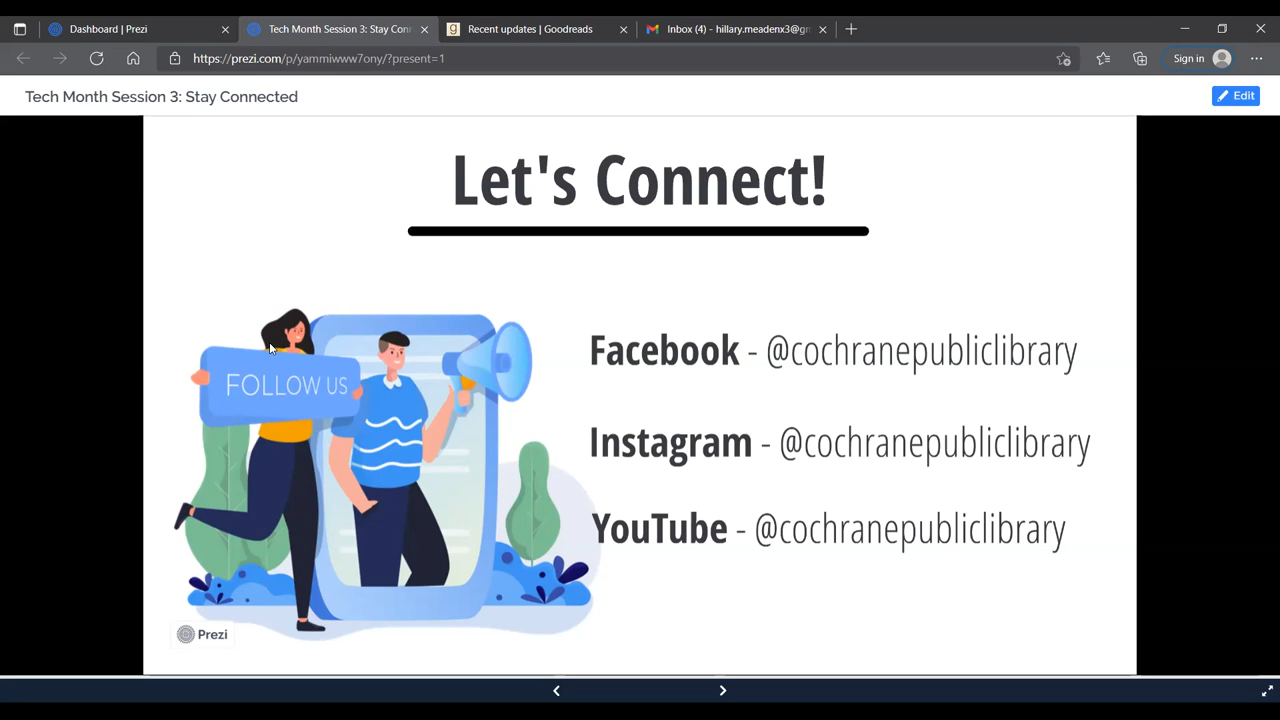 Dashboard | Prezi
Tech Month Session 3: Stay Conn
Recent updates | Goodreads
Inbox (4) - hillary.meadenx3@gm
https://prezi.com/p/yammiwww7ony/?present=1
Sign in
Tech Month Session 3: Stay Connected
Edit
Let's Connect!
FOLLOW US
Facebook - @cochranepubliclibrary
Instagram - @cochranepubliclibrary
YouTube - @cochranepubliclibrary
Prezi